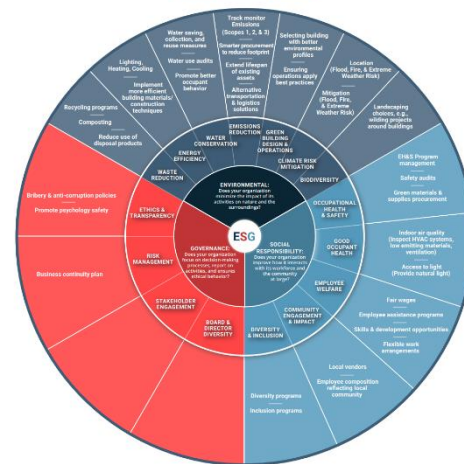 Recycling programs
Composting
Reduce use of
disposal products
Lighting,
Heating, Cooling
Implement
more efficient
building materials/
construction
techniques
Water saving,
collection, and
reuse measures
Water use audits
Promote better
occupant
behavior
Track monitor
Emissions
(Scopes 1, 2, & 3)
Smarter procurement
to reduce footprint
Extend lifespan
of existing
assets
Alternative
transportation
& logistics
solutions
Selecting building
with better
environmental
profiles
Ensuring
operations apply
best practices
Location
(Flood, Fire, & Extreme
Weather Risk)
Mitigation
(Flood, Fire, &
Extreme Weather Risk)
Landscaping
choices, e.g.,
wilding projects
around buildings
WASTE
REDUCTION
ENERGY
EFFICIENCY
WATER
CONSERVATION
EMISSIONS
REDUCTION
GREEN
BUILDING
DESIGN &
OPERATIONS
CLIMATE RISK
MITIGATION
BIODIVERSITY
ENVIRONMENTAL:
Does your organization
minimize the impact of its
activities on nature and the
surroundings?
ESG
SOCIAL
RESPONSIBILITY:
Does your organization
improve how it interacts
with its workforce and
the community
at large?
OCCUPATIONAL
HEALTH
& SAFETY
GOOD
OCCUPANT
HEALTH
EMPLOYEE
WELFARE
COMMUNITY
ENGAGEMENT
& IMPACT
DIVERSITY
& INCLUSION
EH&S Program
management
Safety audits
Green materials &
supplies procurement
Indoor air quality
(Inspect HVAC systems,
low emitting materials,
ventilation)
Access to light
(Provide natural light)
Fair wages
Employee assistance programs
Skills & development opportunities
Flexible work
arrangements
Local vendors
Employee composition
reflecting local
community
Diversity programs
Inclusion programs
GOVERNANCE:
Does your organization
focus on decision-making
processes, report on
activities, and ensures
ethical behavior?
ETHICS &
TRANSPARENCY
RISK
MANAGEMENT
STAKEHOLDER
ENGAGEMENT
BOARD &
DIRECTOR
DIVERSITY
Bribery & anti-corruption policies
Promote psychology safety
Business continuity plan